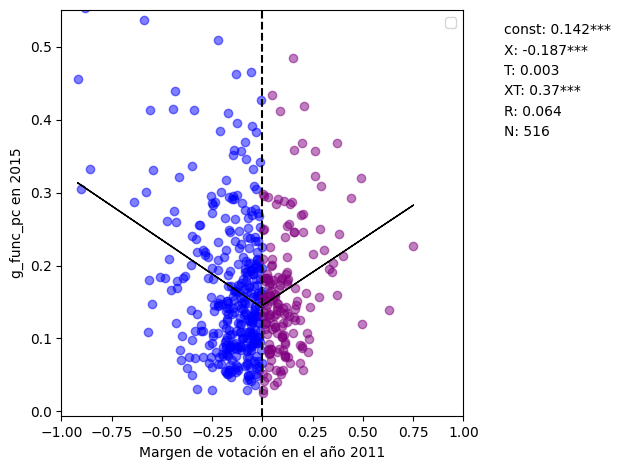 const: 0.142***
X: -0.187***
T: 0.003
XT: 0.37***
R: 0.064
N: 516
g_func_pc en 2015
0.5
0.4
0.3
0.2
0.1
0.0
−1.00 −0.75 −0.50 −0.25 0.00 0.25 0.50 0.75 1.00
Margen de votación en el año 2011